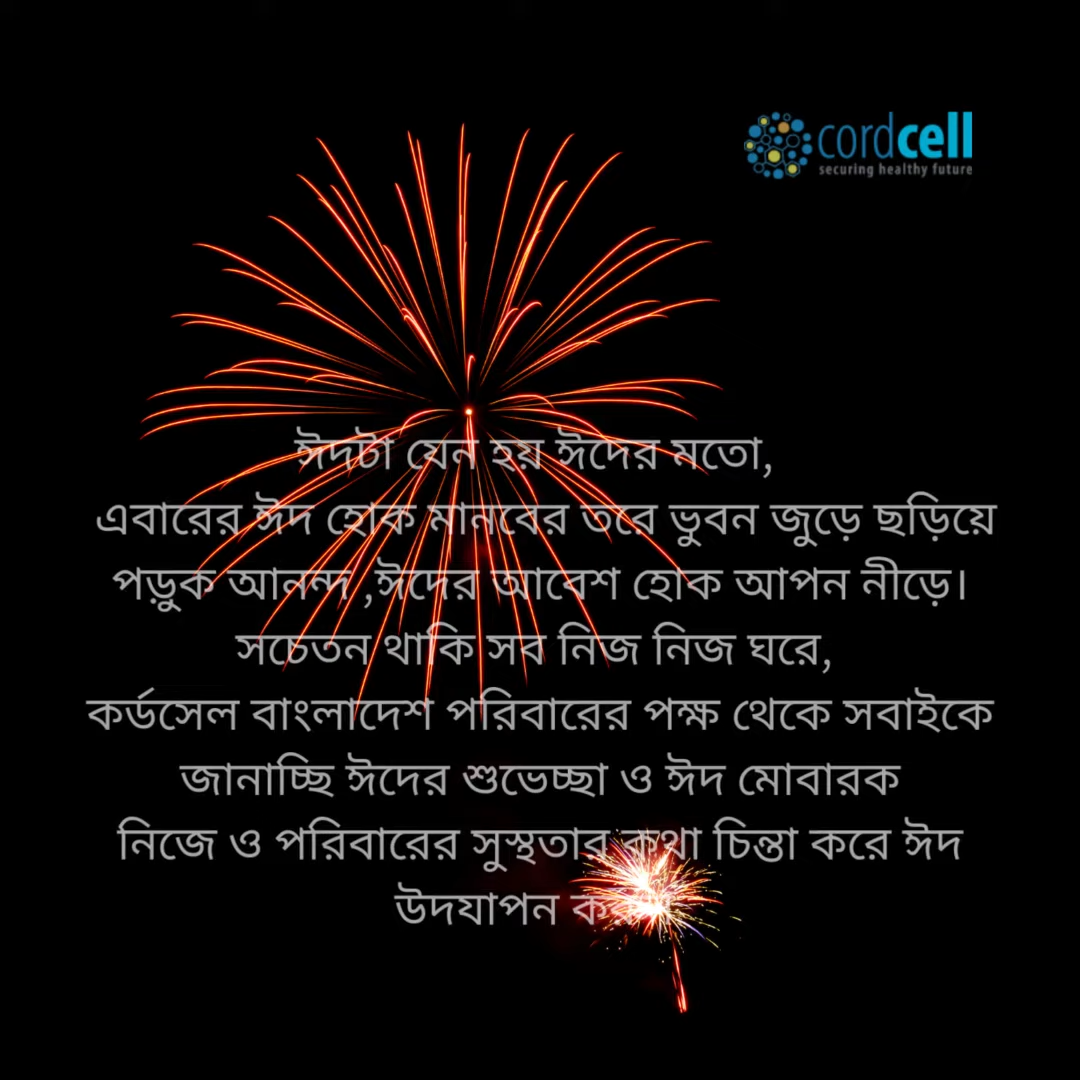 cordcell
securing healthy future
ঈদটা যেন হয় ঈদের মতো,
এবারের ঈদ হোক মানবের তরে ভুবন জুড়ে ছড়িয়ে
পড়ুক আনন্দ ,ঈদের আবেশ হোক আপন নীড়ে।
সচেতন থাকি সব নিজ নিজ ঘরে,
কর্ডসেল বাংলাদেশ পরিবারের পক্ষ থেকে সবাইকে
জানাচ্ছি ঈদের শুভেচ্ছা ও ঈদ মোবারক
নিজে ও পরিবারের সুস্থতার কথা চিন্তা করে ঈদ
উদযাপন